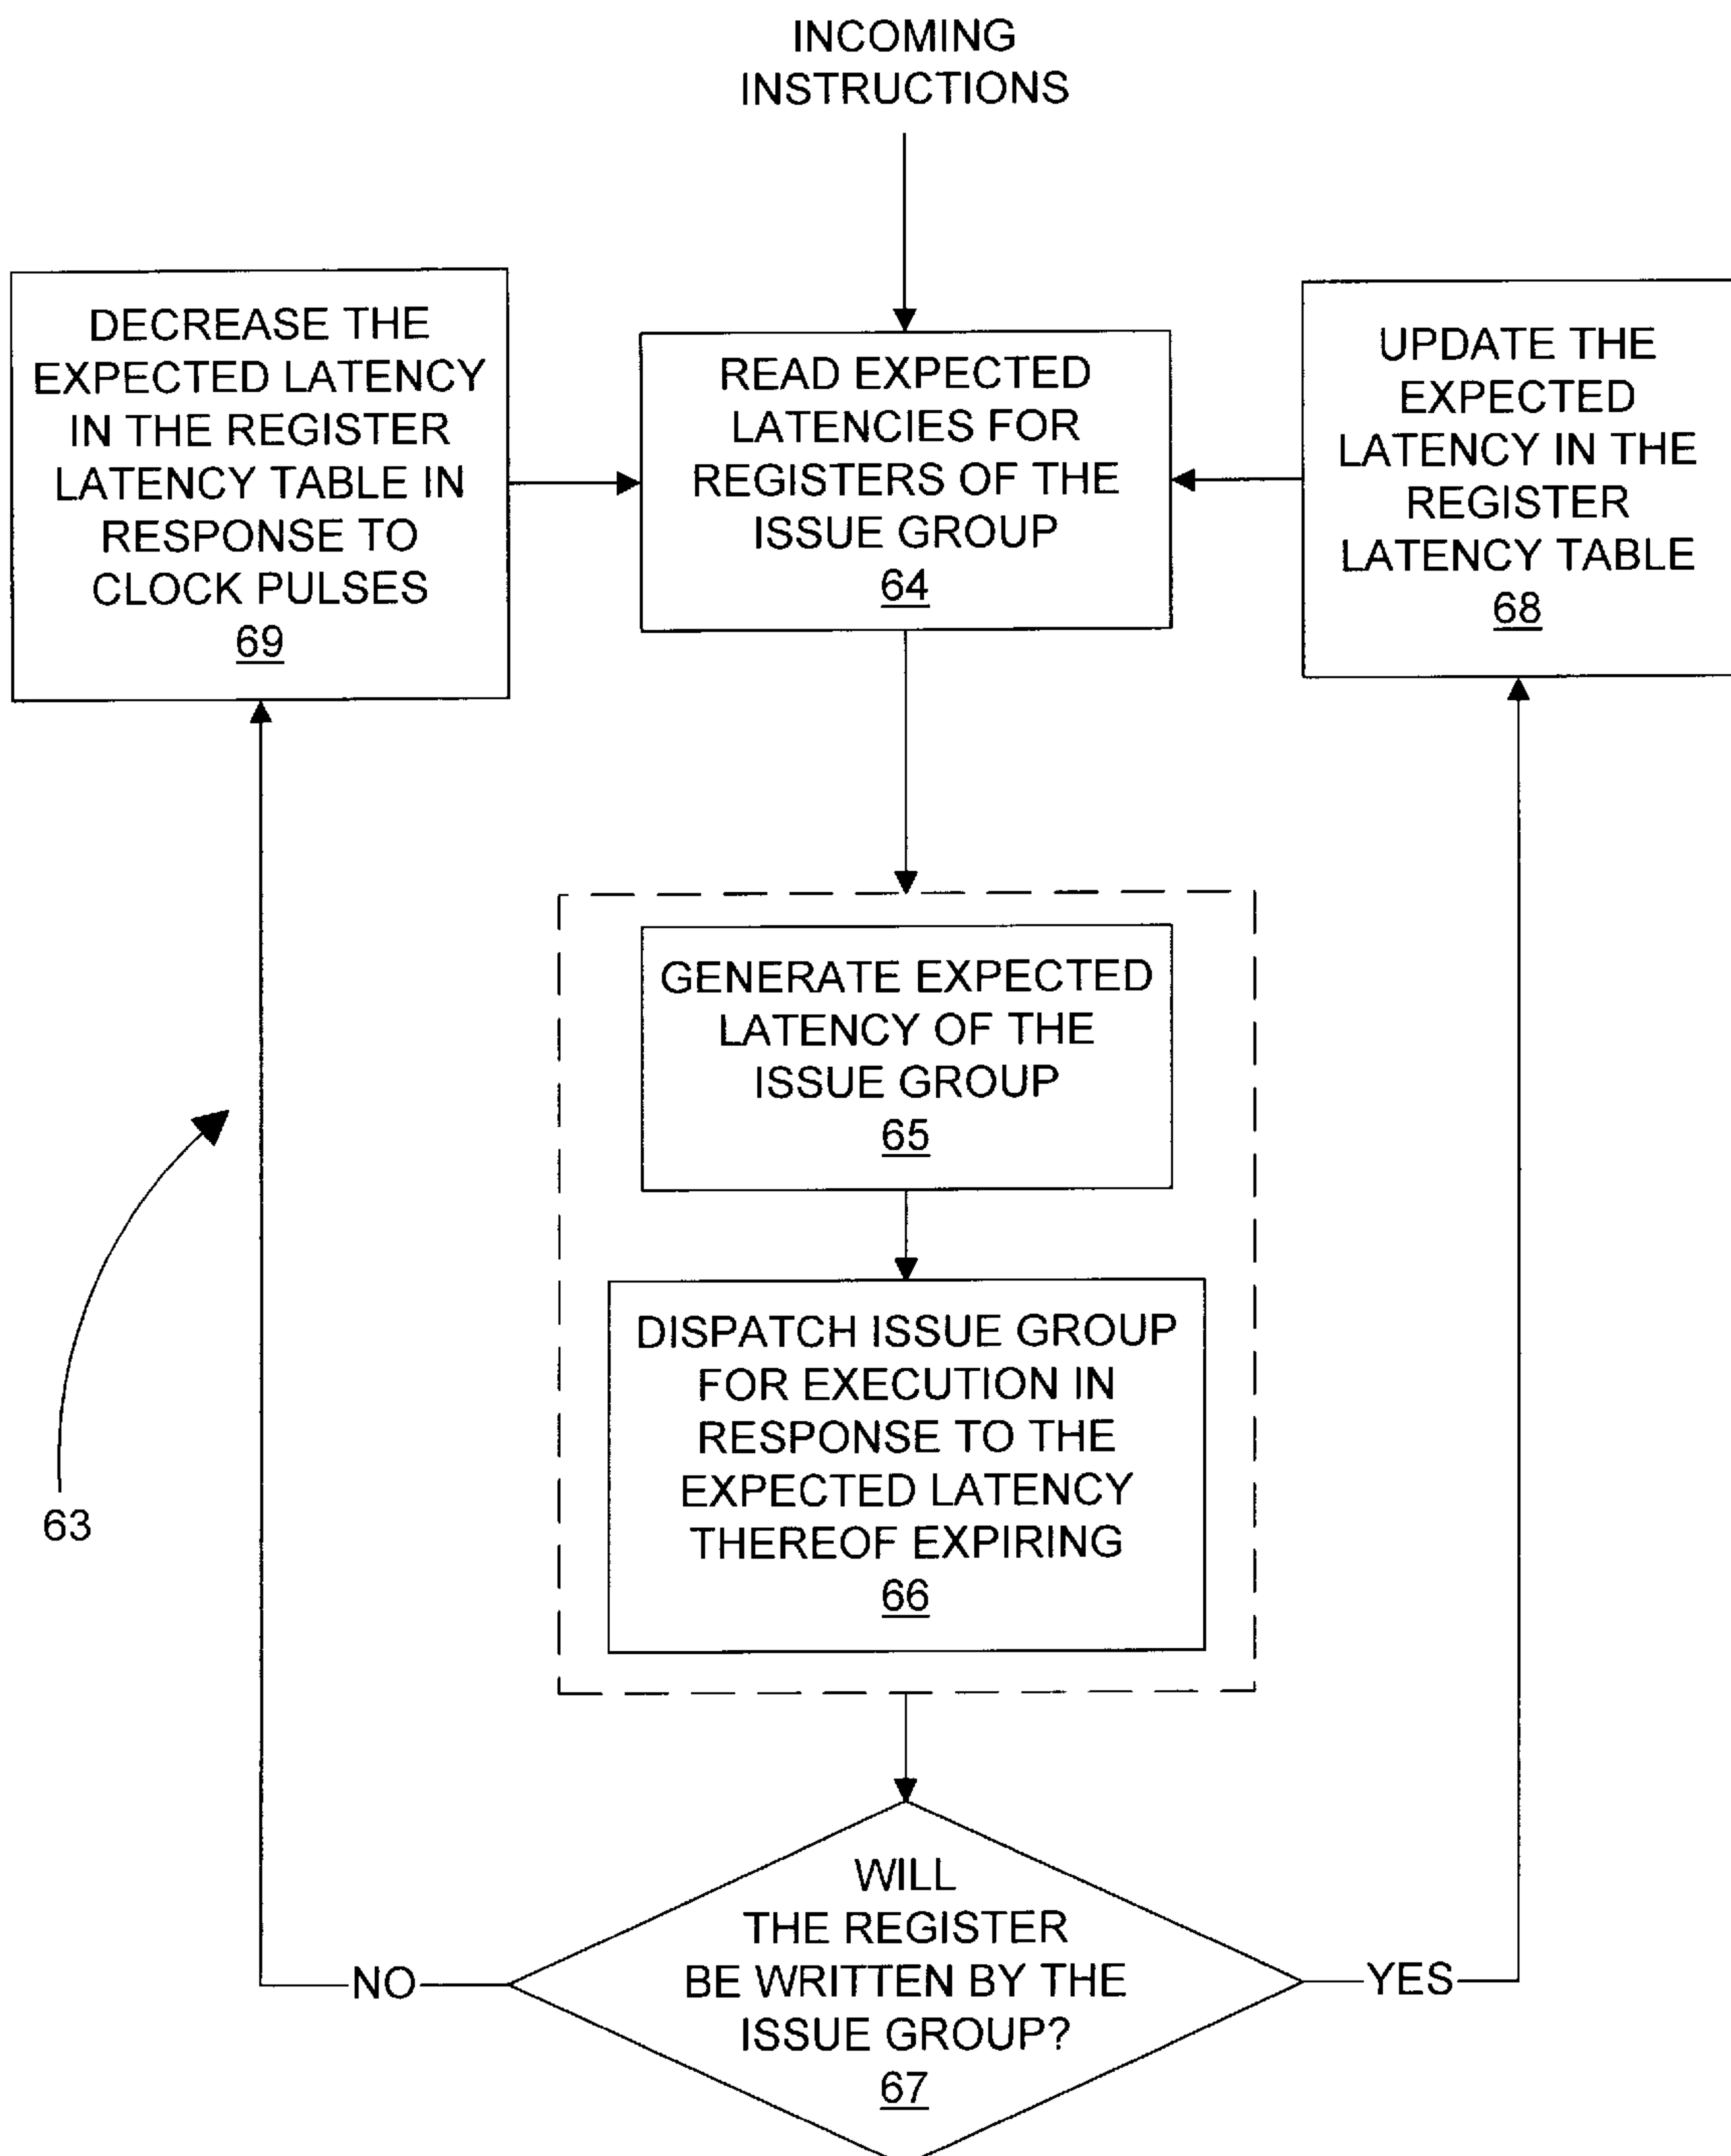 INCOMING
INSTRUCTIONS
DECREASE THE
EXPECTED LATENCY
IN THE REGISTER
LATENCY TABLE IN
RESPONSE TO
CLOCK PULSES
69
READ EXPECTED
LATENCIES FOR
REGISTERS OF THE
ISSUE GROUP
64
UPDATE THE
EXPECTED
LATENCY IN THE
REGISTER
LATENCY TABLE
68
GENERATE EXPECTED
LATENCY OF THE
ISSUE GROUP
65
DISPATCH ISSUE GROUP
FOR EXECUTION IN
RESPONSE TO THE
EXPECTED LATENCY
THEREOF EXPIRING
66
63
WILL
THE REGISTER
BE WRITTEN BY THE
ISSUE GROUP?
67
NO
YES